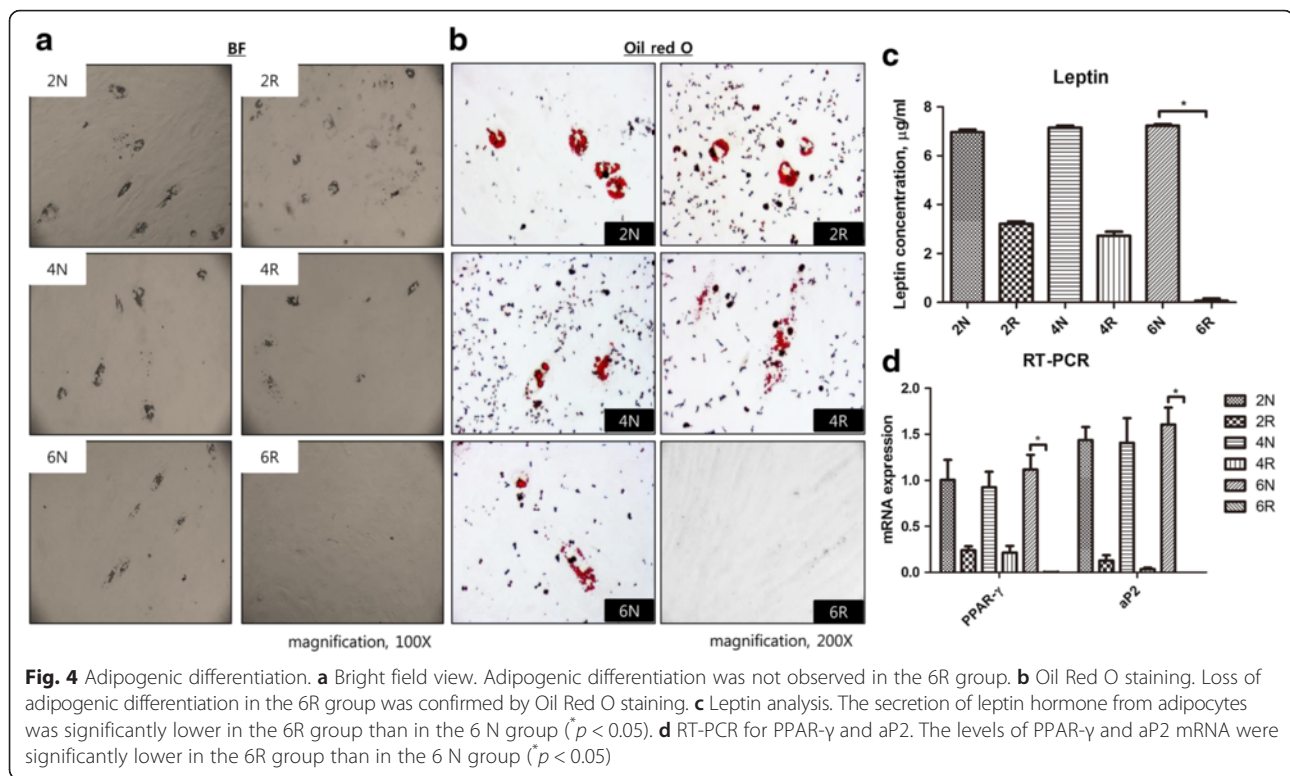 a
BF
2N
2R
4N
4R
6N
6R
magnification, 100X
b
Oil red O
2N
2R
4N
4R
6N
6R
magnification, 200X
c
Leptin
Leptin concentration, µg/ml
8
6
4
2
0
*
2N 2R 4N 4R 6N 6R
d
RT-PCR
mRNA expression
2.0
1.5
1.0
0.5
0.0
*
*
PPAR-γ aP2
2N
2R
4N
4R
6N
6R
Fig. 4 Adipogenic differentiation. a Bright field view. Adipogenic differentiation was not observed in the 6R group. b Oil Red O staining. Loss of
adipogenic differentiation in the 6R group was confirmed by Oil Red O staining. c Leptin analysis. The secretion of leptin hormone from adipocytes
was significantly lower in the 6R group than in the 6 N group (*p < 0.05). d RT-PCR for PPAR-γ and aP2. The levels of PPAR-γ and aP2 mRNA were
significantly lower in the 6R group than in the 6 N group (*p < 0.05)